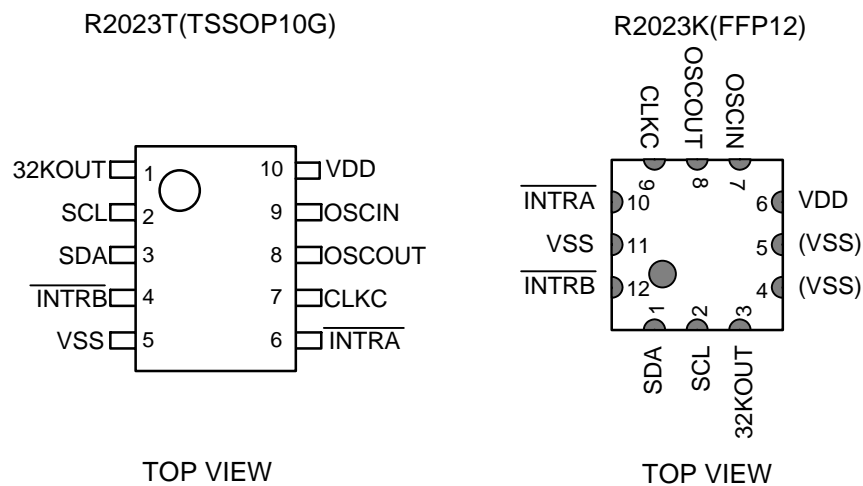 R2023T(TSSOP10G)
32KOUT 1 10 VDD
SCL 2 9 OSCIN
SDA 3 8 OSCOUT
INTRB 4 7 CLKC
VSS 5 6 INTRA
TOP VIEW
R2023K(FFP12)
CLKC OSCOUT OSCIN
9 8 7
INTRA 10 6 VDD
VSS 11 5 (VSS)
INTRB 12 4 (VSS)
1 2 3
SDA SCL 32KOUT
TOP VIEW